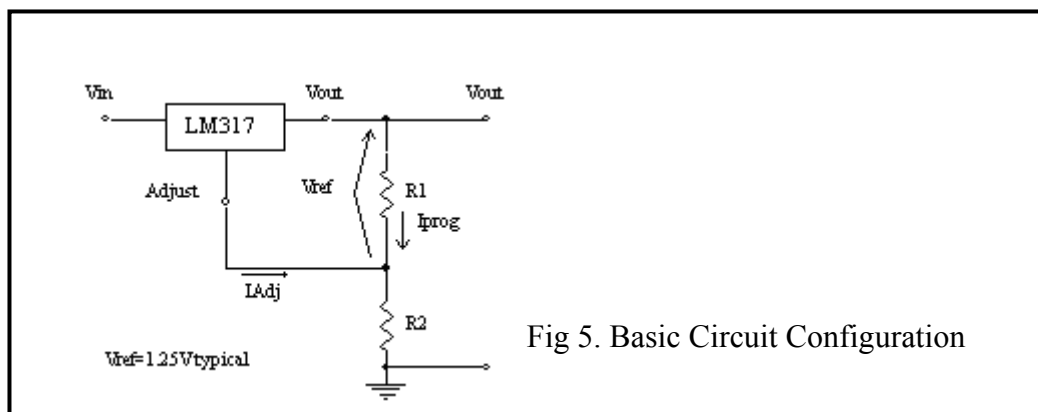 Vin
Vout
Vout
LM317
Adjust
Vref
R1
Iprog
IAdj
R2
Vref=1.25Vtypical
Fig 5. Basic Circuit Configuration